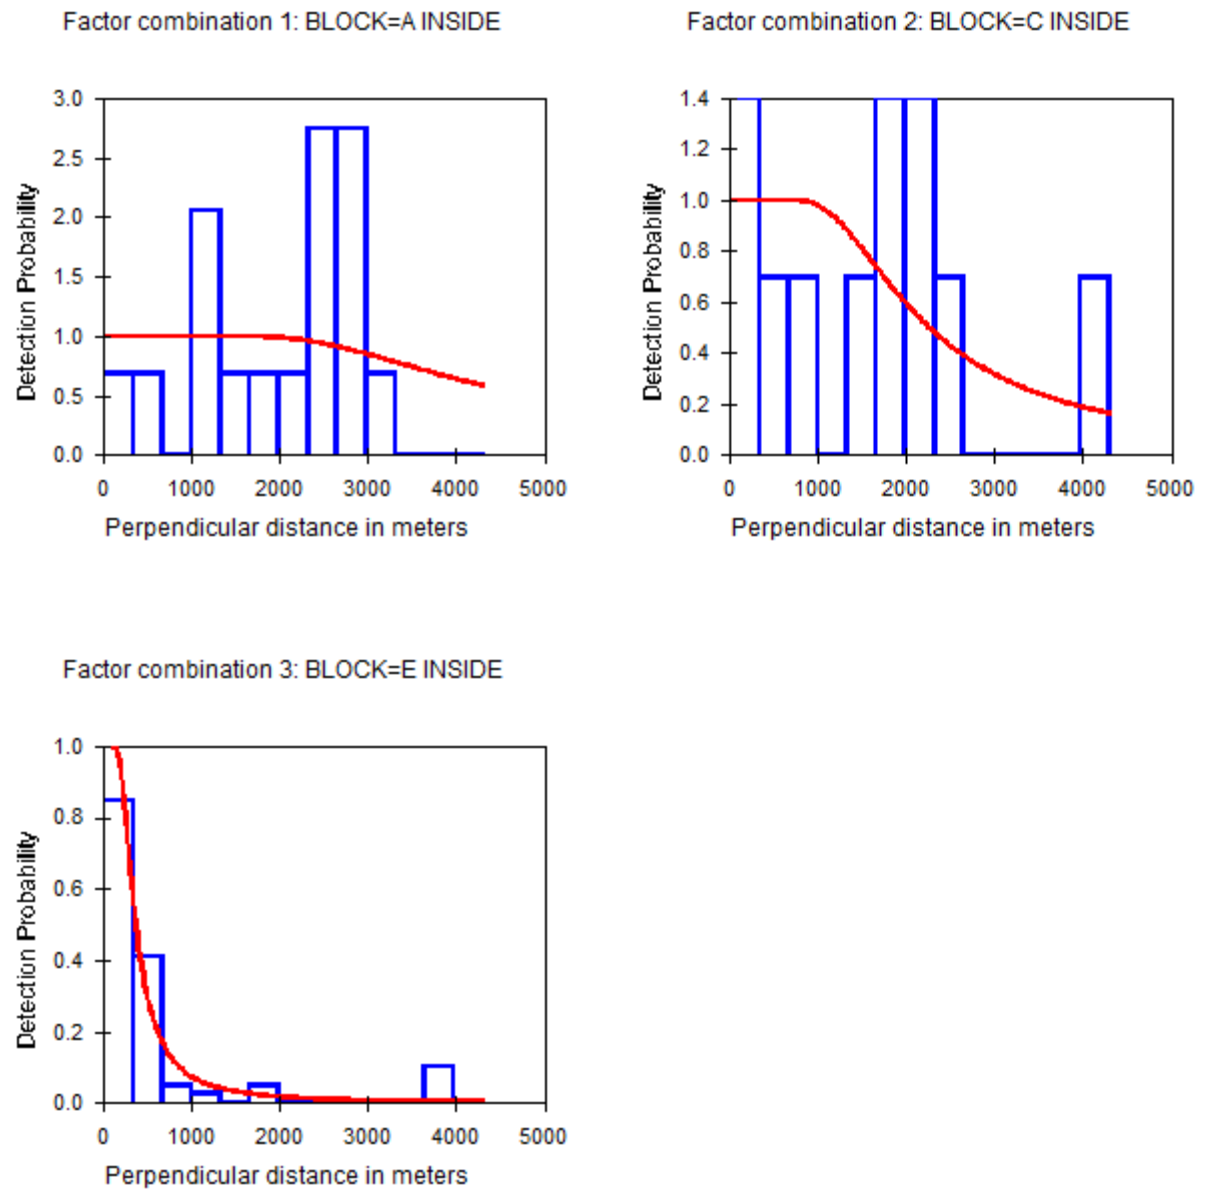 Factor combination 1: BLOCK=A INSIDE
3.0
2.5
2.0
1.5
1.0
0.5
0.0
Detection Probability
0 1000 2000 3000 4000 5000
Perpendicular distance in meters
Factor combination 2: BLOCK=C INSIDE
1.4
1.2
1.0
0.8
0.6
0.4
0.2
0.0
Detection Probability
0 1000 2000 3000 4000 5000
Perpendicular distance in meters
Factor combination 3: BLOCK=E INSIDE
1.0
0.8
0.6
0.4
0.2
0.0
Detection Probability
0 1000 2000 3000 4000 5000
Perpendicular distance in meters